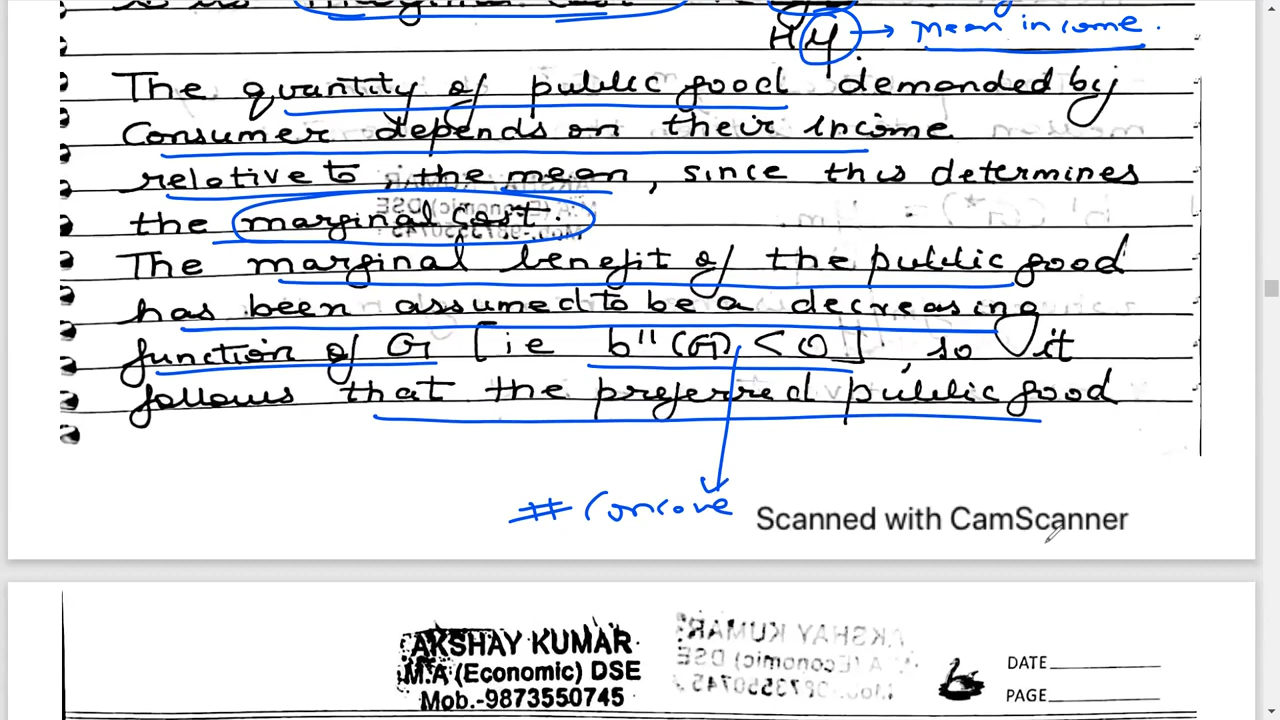 Hμ → Mean income.
The quantity of public good demanded by
Consumer depends on their income
relative to the mean, since this determines
the marginal cost.
The marginal benefit of the public good
has been assumed to be a decreasing
function of G [ie b"(G) < 0], so it
follows that the preferred public good
# Concave
Scanned with CamScanner
AKSHAY KUMAR
M.A (Economic) DSE
Mob.-9873550745
DATE
PAGE